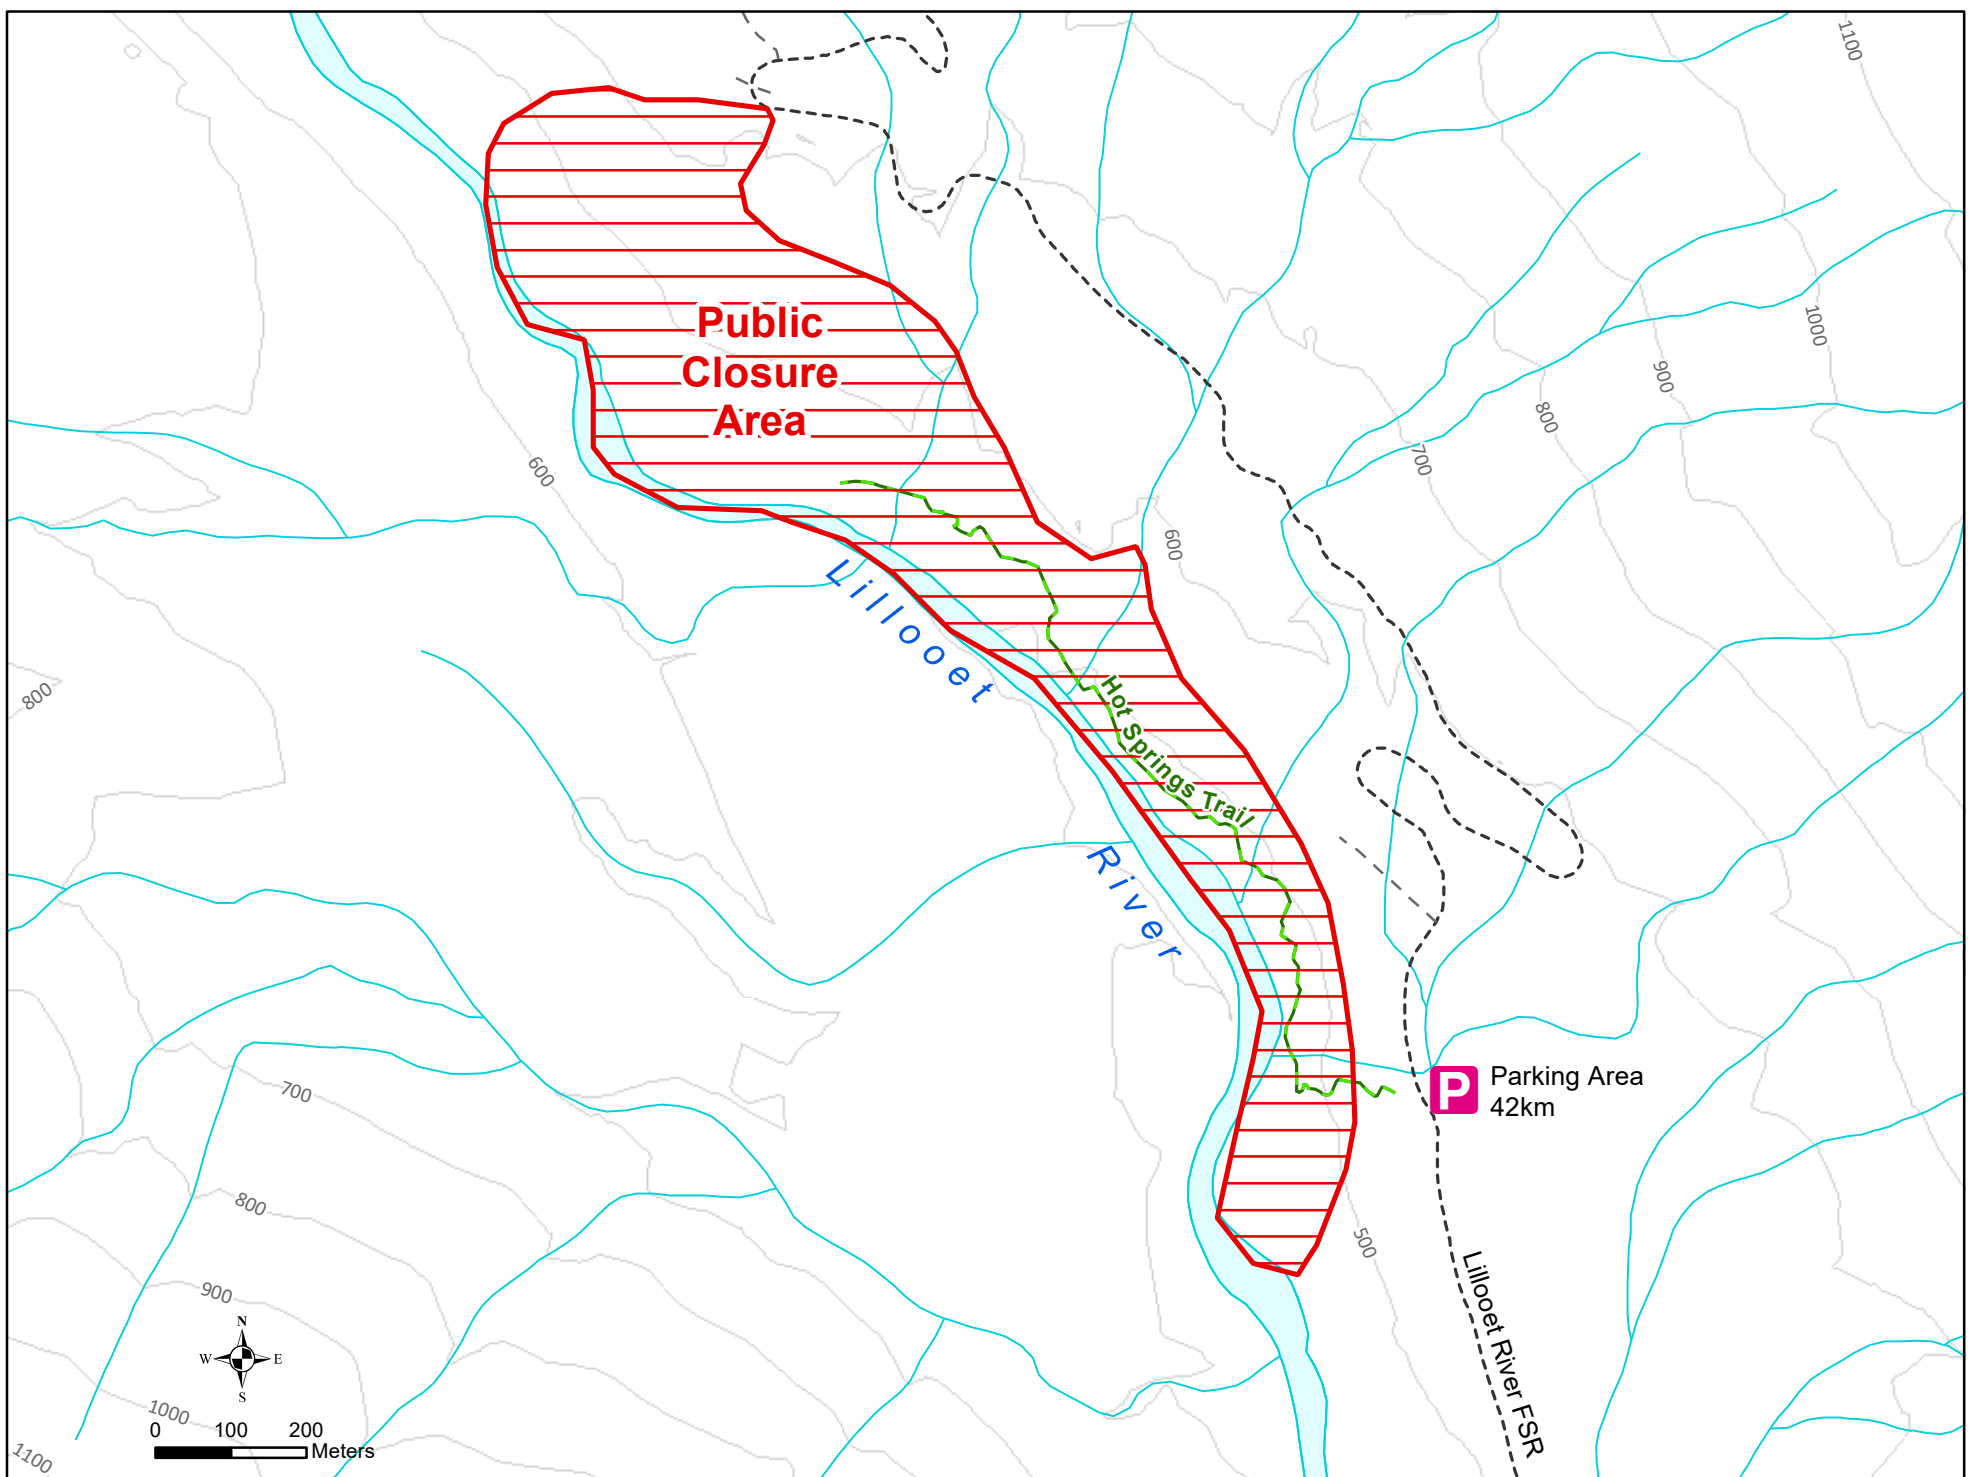 1100
1000
900
800
700
600
Public
Closure
Area
600
Lillooet
River
Hot Springs Trail
800
P
Parking Area
42km
700
800
900
1000
1100
500
Lillooet River FSR
N
W E
S
0 100 200
Meters